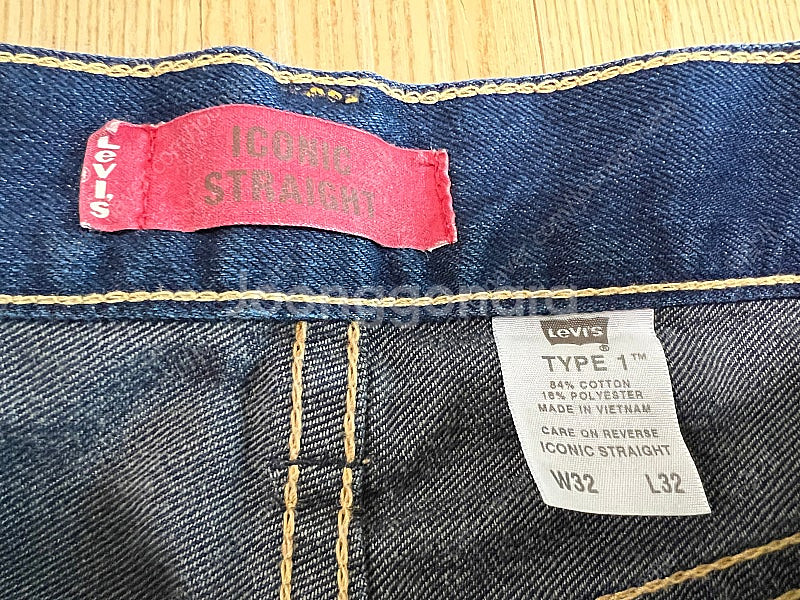 Levi's
®
ICONIC
STRAIGHT
Joonggonara
Levi's
®
TYPE 1™
84% COTTON
16% POLYESTER
MADE IN VIETNAM
CARE ON REVERSE
ICONIC STRAIGHT
W32 L32